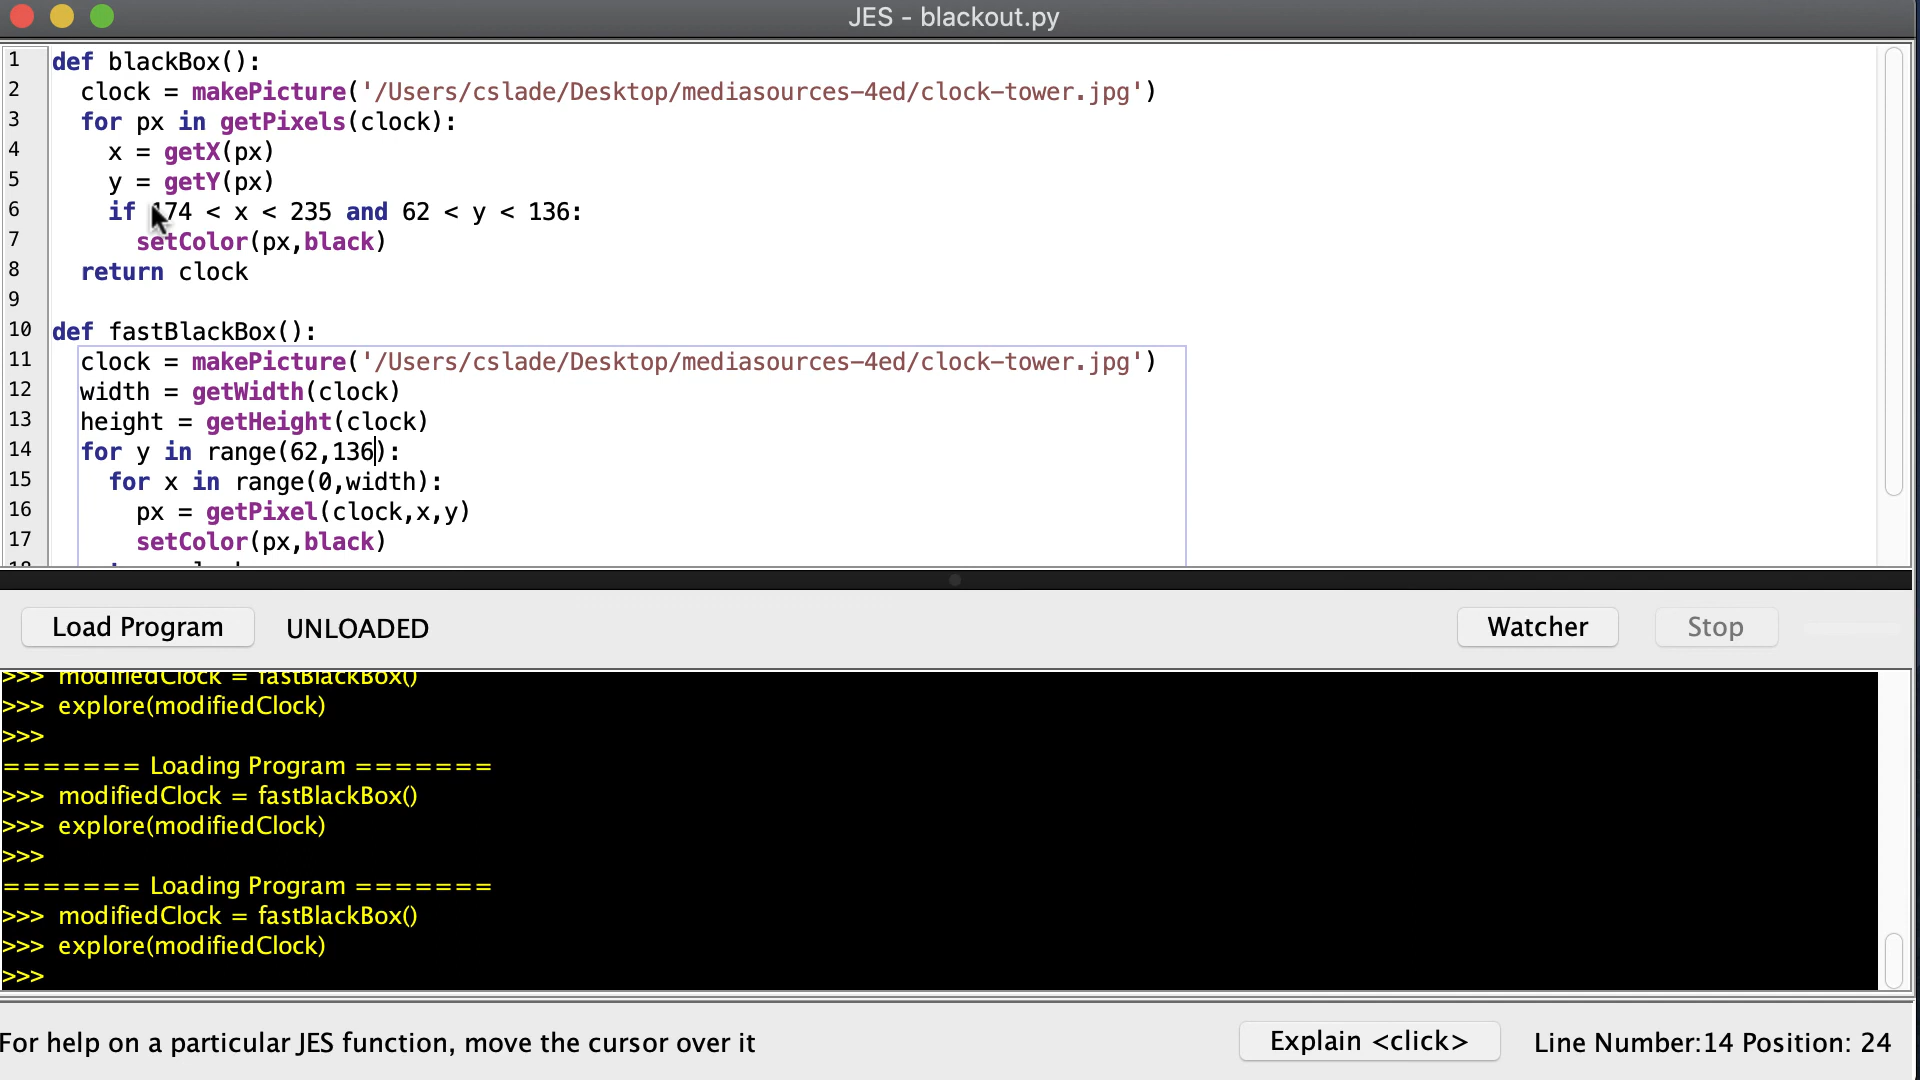 JES - blackout.py
1 def blackBox():
2   clock = makePicture('/Users/cslade/Desktop/mediasources-4ed/clock-tower.jpg')
3   for px in getPixels(clock):
4     x = getX(px)
5     y = getY(px)
6     if 174 < x < 235 and 62 < y < 136:
7       setColor(px,black)
8   return clock
9
10 def fastBlackBox():
11   clock = makePicture('/Users/cslade/Desktop/mediasources-4ed/clock-tower.jpg')
12   width = getWidth(clock)
13   height = getHeight(clock)
14   for y in range(62,136):
15     for x in range(0,width):
16       px = getPixel(clock,x,y)
17       setColor(px,black)
Load Program UNLOADED Watcher Stop
>>> modifiedClock = fastBlackBox()
>>> explore(modifiedClock)
>>>
======= Loading Program =======
>>> modifiedClock = fastBlackBox()
>>> explore(modifiedClock)
>>>
======= Loading Program =======
>>> modifiedClock = fastBlackBox()
>>> explore(modifiedClock)
>>>
For help on a particular JES function, move the cursor over it Explain <click> Line Number:14 Position: 24